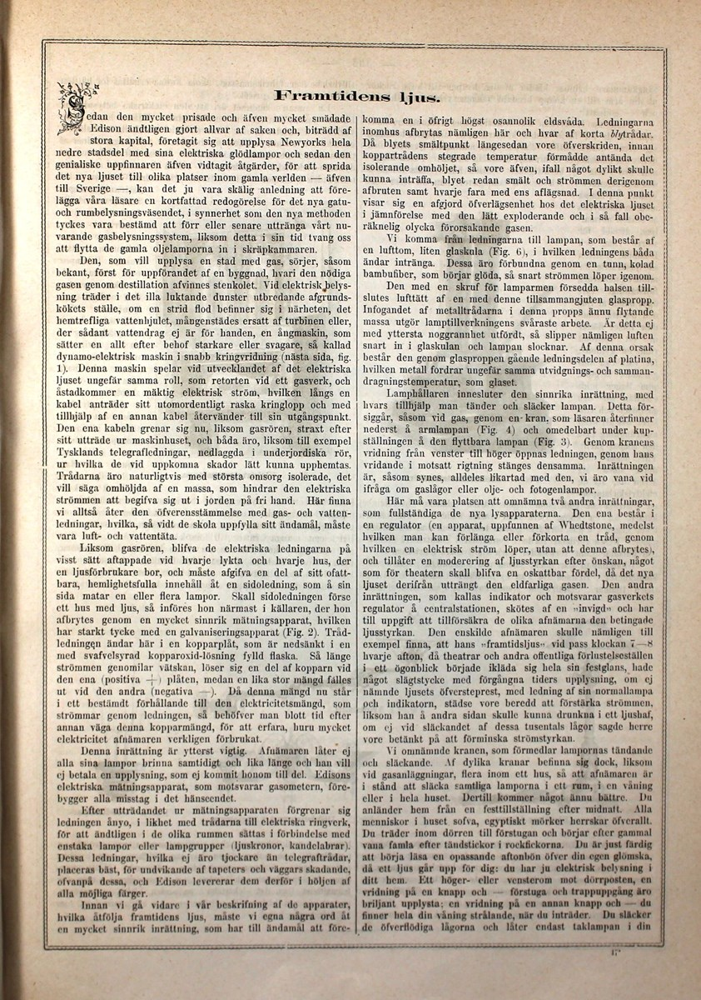 Framtidens ljus.
Sedan den mycket prisade och äfven mycket smädade
Edison ändtligen gjort allvar af saken och, biträdd af
stora kapital, företagit sig att upplysa Newyorks hela
nedre stadsdel med sina elektriska glödlampor och sedan den
genialiske uppfinnaren äfven vidtagit åtgärder, för att sprida
det nya ljuset till olika platser inom gamla verlden — äfven
till Sverige —, kan det ju vara skälig anledning att före-
lägga våra läsare en kortfattad redogörelse för det nya gatu-
och rumbelysningsväsendet, i synnerhet som den nya methoden
tyckes vara bestämd att förr eller senare uttränga vårt nu-
varande gasbelysningssystem, liksom detta i sin tid tvang oss
att flytta de gamla oljelamporna in i skräpkammaren.
Den, som vill upplysa en stad med gas, sörjer, såsom
bekant, först för uppförandet af en byggnad, hvari den nödiga
gasen genom destillation afvinnes stenkolet. Vid elektrisk belys-
ning träder i det illa luktande dunster utbredande afgrunds-
kökets ställe, om en strid flod befinner sig i närheten, det
hemtrefliga vattenhjulet, mångenstädes ersatt af turbinen eller,
der sådant vattendrag ej är för handen, en ångmaskin, som
sätter en allt efter behof starkare eller svagare, så kallad
dynamo-elektrisk maskin i snabb kringvridning (nästa sida, fig.
1). Denna maskin spelar vid utvecklandet af det elektriska
ljuset ungefär samma roll, som retorten vid ett gasverk, och
åstadkommer en mäktig elektrisk ström, hvilken längs en
kabel anträder sitt utomordentligt raska kringlopp och med
tillhjälp af en annan kabel återvänder till sin utgångspunkt.
Den ena kabeln grenar sig nu, liksom gasrören, straxt efter
sitt utträde ur maskinhuset, och båda äro, liksom till exempel
Tysklands telegrafledningar, nedlaggda i underjordiska rör,
ur hvilka de vid uppkomna skador lätt kunna upphemtas.
Trådarna äro naturligtvis med största omsorg isolerade, det
vill säga omhöljda af en massa, som hindrar den elektriska
strömmen att begifva sig ut i jorden på fri hand. Här finna
vi alltså åter den öfverensstämmelse med gas- och vatten-
ledningar, hvilka, så vidt de skola uppfylla sitt ändamål, måste
vara luft- och vattentäta.
Liksom gasrören, blifva de elektriska ledningarna på
visst sätt aftappade vid hvarje lykta och hvarje hus, der
en ljusförbrukare bor, och måste afgifva en del af sitt ofatt-
bara, hemlighetsfulla innehåll åt en sidoledning, som å sin
sida matar en eller flera lampor. Skall sidoledningen förse
ett hus med ljus, så införes hon närmast i källaren, der hon
afbrytes genom en mycket sinnrik mätningsapparat, hvilken
har starkt tycke med en galvaniseringsapparat (Fig. 2). Tråd-
ledningen ändar här i en kopparplåt, som är nedsänkt i en
med svafvelsyrad kopparoxid-lösning fylld flaska. Så länge
strömmen genomilar vätskan, löser sig en del af kopparn vid
den ena (positiva +) plåten, medan en lika stor mängd fälles
ut vid den andra (negativa —). Då denna mängd nu står
i ett bestämdt förhållande till den elektricitetsmängd, som
strömmar genom ledningen, så behöfver man blott tid efter
annan väga denna kopparmängd, för att erfara, huru mycket
elektricitet afnämaren verkligen förbrukat.
Denna inrättning är ytterst vigtig. Afnämaren låter ej
alla sina lampor brinna samtidigt och lika länge och han vill
ej betala en upplysning, som ej kommit honom till del. Edisons
elektriska mätningsapparat, som motsvarar gasometern, före-
bygger alla misstag i det hänseendet.
Efter utträdandet ur mätningsapparaten förgrenar sig
ledningen ånyo, i likhet med trådarna till elektriska ringverk,
för att ändtligen i de olika rummen sättas i förbindelse med
enstaka lampor eller lampgrupper (ljuskronor, kandelabrar).
Dessa ledningar, hvilka ej äro tjockare än telegraftrådar,
placeras bäst, för undvikande af tapeters och väggars skadande,
ofvanpå dessa, och Edison levererar dem derför i höljen af
alla möjliga färger.
Innan vi gå vidare i vår beskrifning af de apparater,
hvilka åtfölja framtidens ljus, måste vi egna några ord åt
en mycket sinnrik inrättning, som har till ändamål att före-
komma en i öfrigt högst osannolik eldsvåda. Ledningarna
inomhus afbrytas nämligen här och hvar af korta blytrådar.
Då blyets smältpunkt längesedan vore öfverskriden, innan
koppartrådens stegrade temperatur förmådde antända det
isolerande omhöljet, så vore äfven, ifall något dylikt skulle
kunna inträffa, blyet redan smält och strömmen derigenom
afbruten samt hvarje fara med ens aflägsnad. I denna punkt
visar sig en afgjord öfverlägsenhet hos det elektriska ljuset
i jämnförelse med den lätt exploderande och i så fall obe-
räknelig olycka förorsakande gasen.
Vi komma från ledningarna till lampan, som består af
en lufttom, liten glaskula (Fig. 6), i hvilken ledningens båda
ändar intränga. Dessa äro förbundna genom en tunn, kolad
bambufiber, som börjar glöda, så snart strömmen löper igenom.
Den med en skruf för lamparmen försedda halsen till-
slutes lufttätt af en med denne tillsammangjuten glaspropp.
Infogandet af metalltrådarna i denna propps ännu flytande
massa utgör lamptillverkningens svåraste arbete. Är detta ej
med yttersta noggrannhet utfördt, så slipper nämligen luften
snart in i glaskulan och lampan slocknar. Af denna orsak
består den genom glasproppen gående ledningsdelen af platina,
hvilken metall fordrar ungefär samma utvidgnings- och samman-
dragningstemperatur, som glaset.
Lamphållaren innesluter den sinnrika inrättning, med
hvars tillhjälp man tänder och släcker lampan. Detta för-
siggår, såsom vid gas, genom en kran, som läsaren återfinner
nederst å armlampan (Fig. 4) och omedelbart under kup-
ställningen å den flyttbara lampan (Fig. 3). Genom kranens
vridning från venster till höger öppnas ledningen, genom hans
vridande i motsatt rigtning stänges densamma. Inrättningen
är, såsom synes, alldeles likartad med den, vi äro vana vid
ifråga om gaslågor eller olje- och fotogenlampor.
Här må vara platsen att omnämna två andra inrättningar,
som fullständiga de nya lysapparaterna. Den ena består i
en regulator (en apparat, uppfunnen af Whedtstone, medelst
hvilken man kan förlänga eller förkorta en tråd, genom
hvilken en elektrisk ström löper, utan att denne afbrytes),
och tillåter en moderering af ljusstyrkan efter önskan, något
som för theatern skall blifva en oskattbar fördel, då det nya
ljuset derifrån utträngt den eldfarliga gasen. Den andra
inrättningen, som kallas indikator och motsvarar gasverkets
regulator å centralstationen, skötes af en »invigd» och har
till uppgift att tillförsäkra de olika afnämarna den betingade
ljusstyrkan. Den enskilde afnämaren skulle nämligen till
exempel finna, att hans »framtidsljus» vid pass klockan 7—8
hvarje afton, då theatrar och andra offentliga förlustelseställen
i ett ögonblick började ikläda sig hela sin festglans, hade
något slägtstycke med förgångna tiders upplysning, om ej
nämnde ljusets öfversteprest, med ledning af sin normallampa
och indikatorn, städse vore beredd att förstärka strömmen,
liksom han å andra sidan skulle kunna drunkna i ett ljushaf,
om ej vid släckandet af dessa tusentals lågor sagde herre
vore betänkt på att förminska strömstyrkan.
Vi omnämnde kranen, som förmedlar lampornas tändande
och släckande. Af dylika kranar befinna sig dock, liksom
vid gasanläggningar, flera inom ett hus, så att afnämaren är
i stånd att släcka samtliga lamporna i ett rum, i en våning
eller i hela huset. Dertill kommer något ännu bättre. Du
anländer hem från en festtillställning efter midnatt. Alla
menniskor i huset sofva, egyptiskt mörker herrskar öfverallt.
Du träder inom dörren till förstugan och börjar efter gammal
vana famla efter tändstickor i rockfickorna. Du är just färdig
att börja läsa en opassande aftonbön öfver din egen glömska,
då ett ljus går upp för dig: du har ju elektrisk belysning i
ditt hem. Ett höger- eller vensterom mot dörrposten, en
vridning på en knapp och — förstuga och trappuppgång äro
briljant upplysta; en vridning på en annan knapp och — du
finner hela din våning strålande, när du inträder. Du släcker
de öfverflödiga lågorna och låter endast taklampan i din
17*